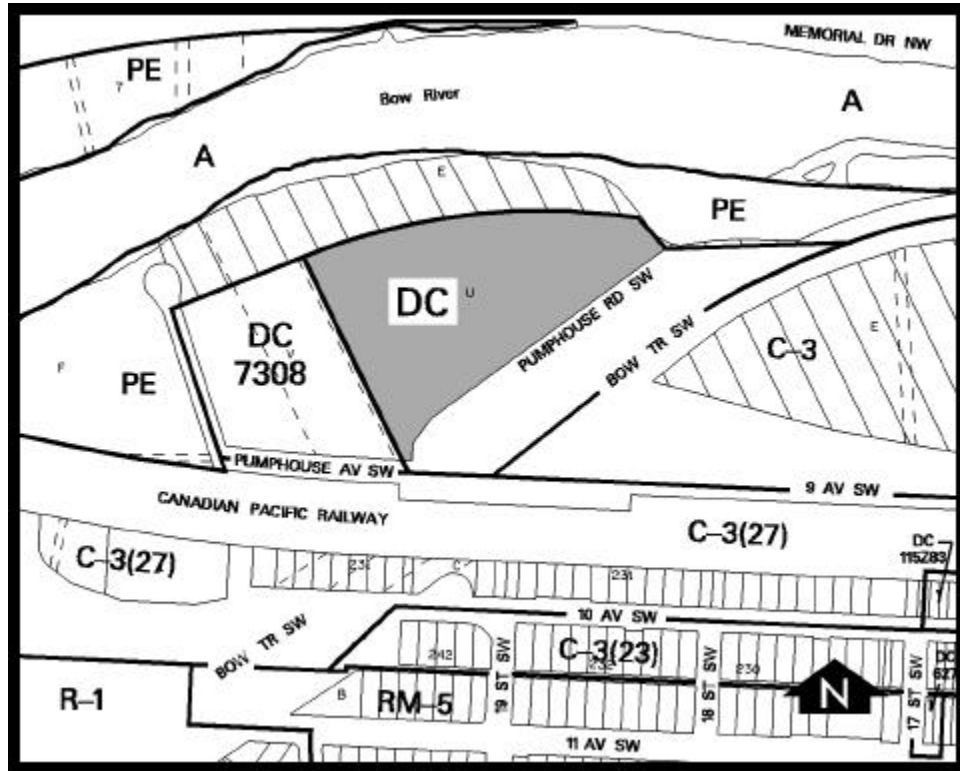 MEMORIAL DR NW
PE
7
Bow River
A
A
E
PE
DC
U
PUMPHOUSE RD SW
DC
7308
BOW TR SW
C-3
E
F
PE
PUMPHOUSE AV SW
9 AV SW
CANADIAN PACIFIC RAILWAY
C-3(27)
DC
115Z83
C-3(27)
231
C
231
10 AV SW
BOW TR SW
242
19 ST SW
C-3(23)
18 ST SW
230
N
17 ST SW
DC
R-1
B
RM-5
11 AV SW